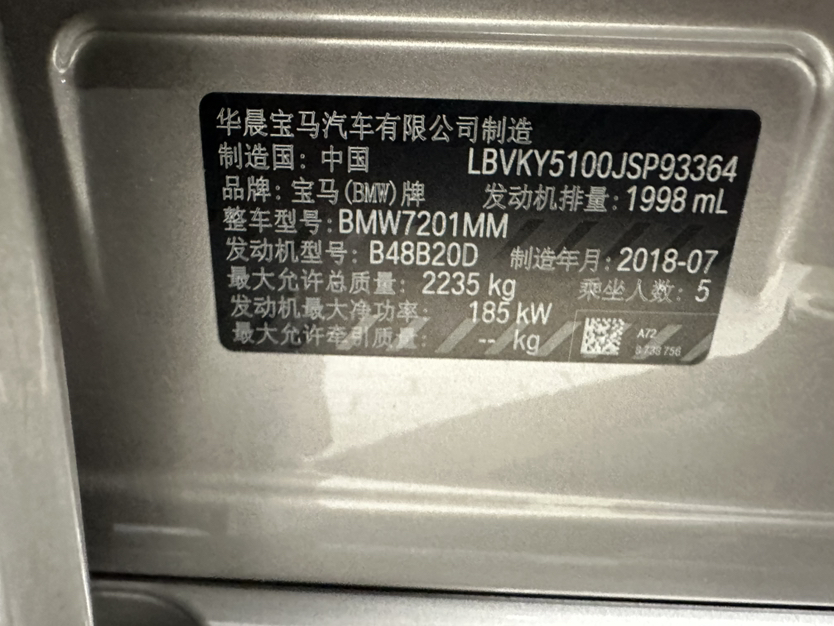 华晨宝马汽车有限公司制造
制造国：中国 LBVKY5100JSP93364
品牌：宝马(BMW)牌 发动机排量：1998 mL
整车型号：BMW7201MM
发动机型号：B48B20D 制造年月：2018-07
最大允许总质量：2235 kg 乘坐人数：5
发动机最大净功率：185 kW
最大允许牵引质量：-- kg
A72
9 738 756